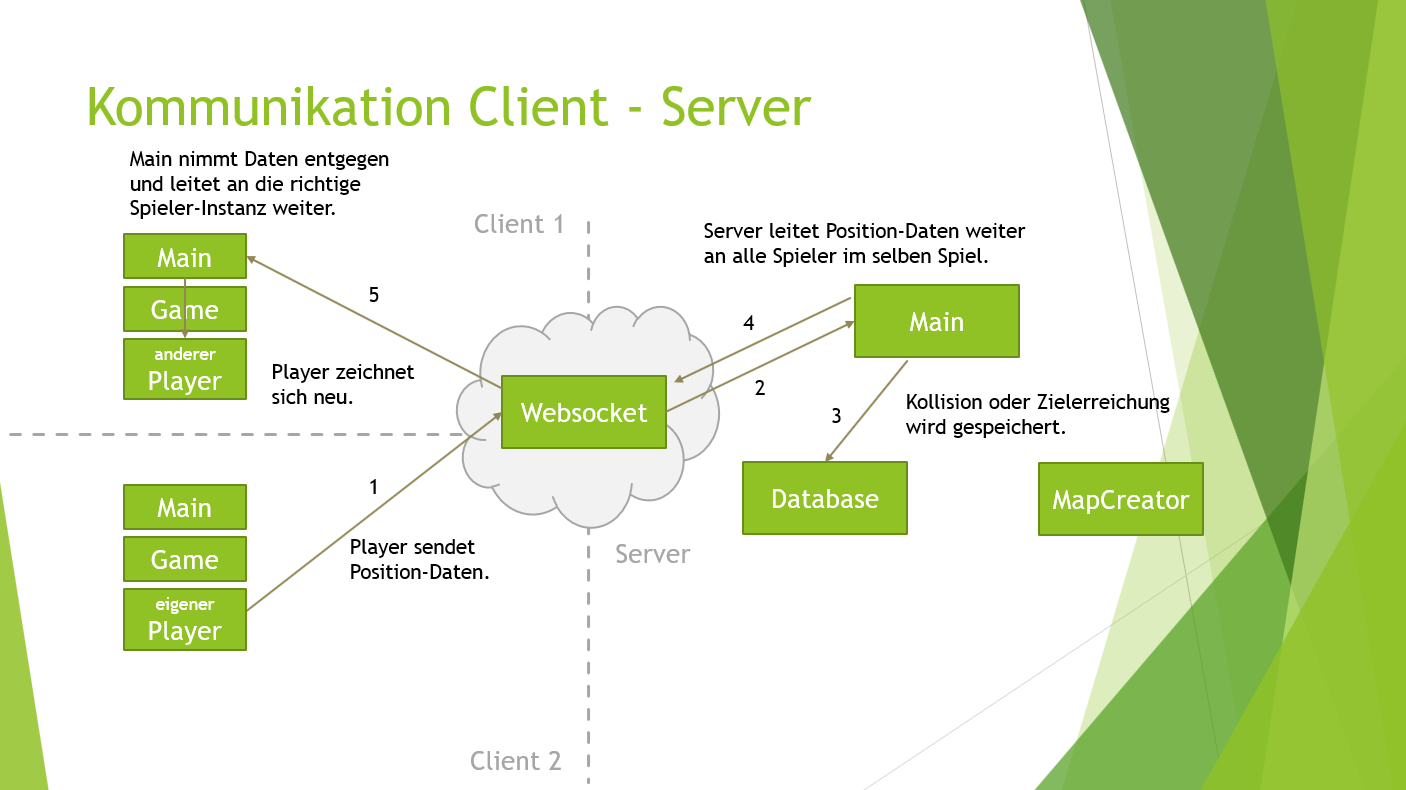 Kommunikation Client - Server
Main nimmt Daten entgegen
und leitet an die richtige
Spieler-Instanz weiter.
Client 1
Main
Game
anderer
Player
5
Player zeichnet
sich neu.
Server leitet Position-Daten weiter
an alle Spieler im selben Spiel.
4
Main
2
Websocket
3
Kollision oder Zielerreichung
wird gespeichert.
Database
MapCreator
Main
Game
eigener
Player
1
Player sendet
Position-Daten.
Server
Client 2